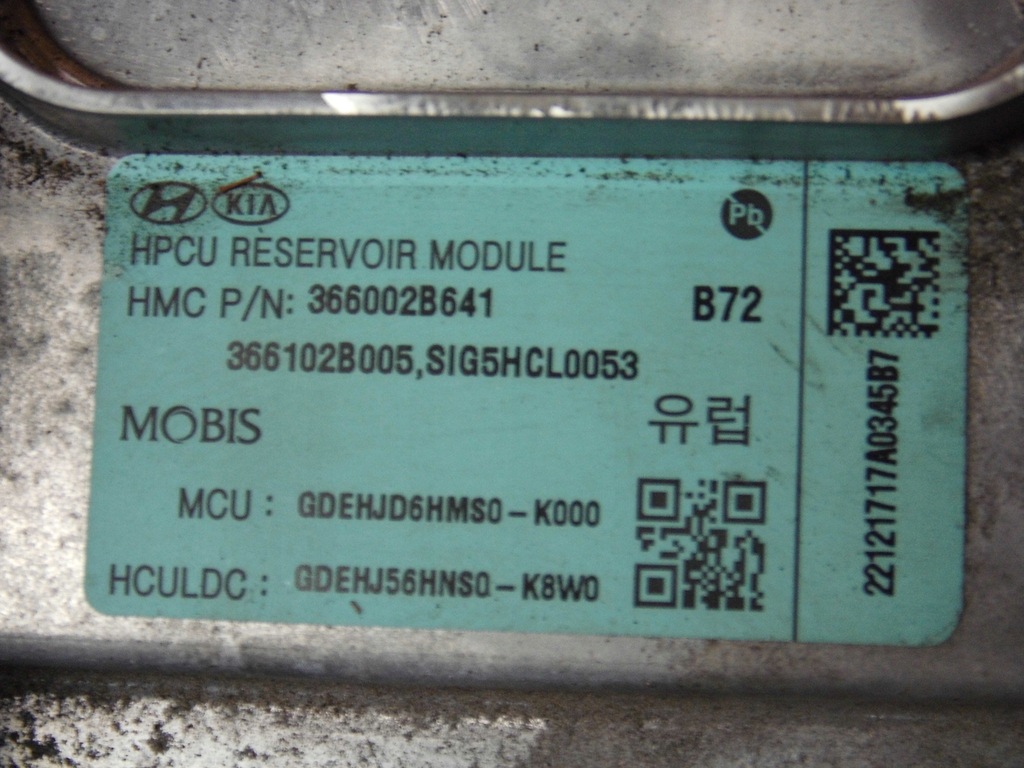 KIA
Pb
HPCU RESERVOIR MODULE
HMC P/N: 366002B641 B72
366102B005,SIG5HCL0053
MOBIS 유럽
MCU : GDEHJD6HMS0-K000
HCULDC : GDEHJ56HNS0-K8W0
22121717A0345B7